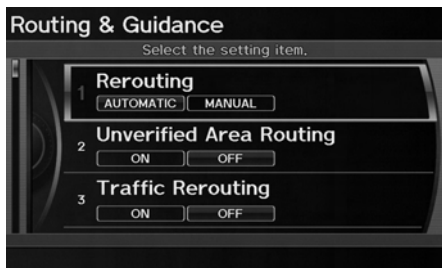 Routing & Guidance
Select the setting item.
1 Rerouting
AUTOMATIC MANUAL
2 Unverified Area Routing
ON OFF
3 Traffic Rerouting
ON OFF